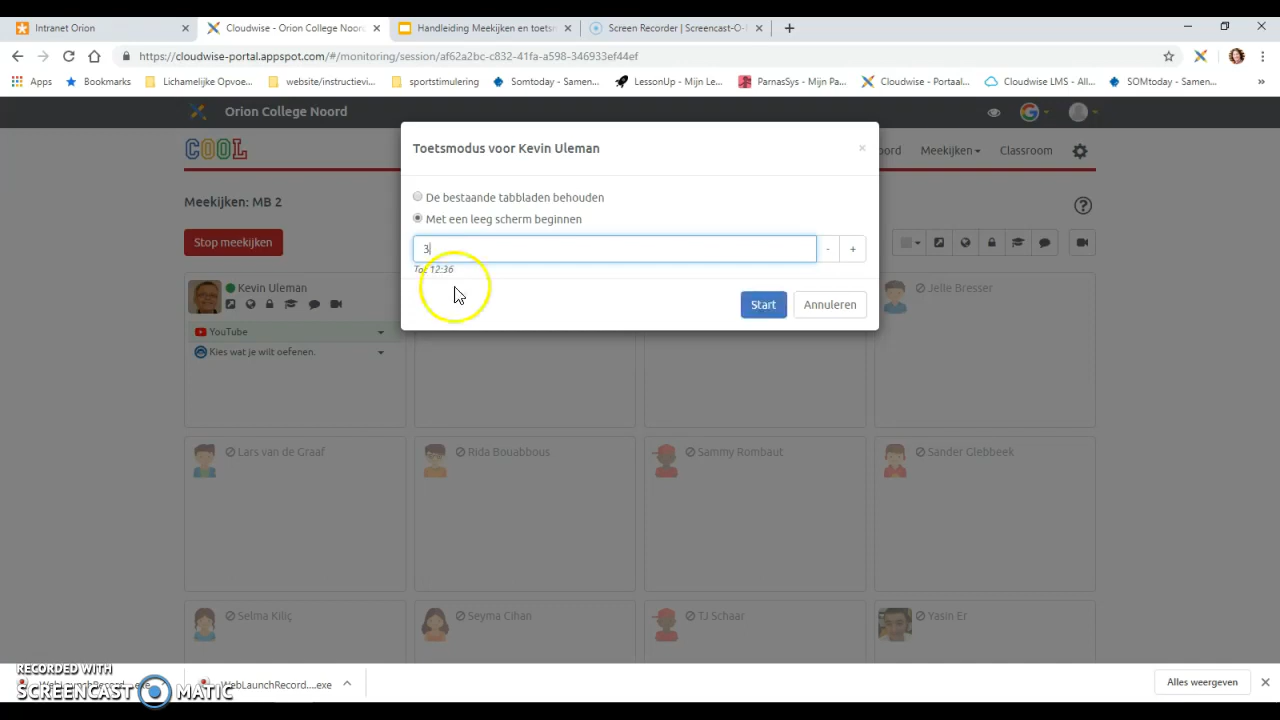 Intranet Orion
Cloudwise - Orion College Noord
Handleiding Meekijken en toetsm
Screen Recorder | Screencast-O-
https://cloudwise-portal.appspot.com/#/monitoring/session/af62a2bc-c832-41fa-a598-346933ef44ef
Apps
Bookmarks
Lichamelijke Opvoe...
website/instructievi...
sportstimulering
Somtoday - Samen...
LessonUp - Mijn Le...
ParnasSys - Mijn Pa...
Cloudwise - Portaal...
Cloudwise LMS - All...
SOMtoday - Samen...
Orion College Noord
COOL
Toetsmodus voor Kevin Uleman
oord
Meekijken
Classroom
De bestaande tabbladen behouden
Met een leeg scherm beginnen
Meekijken: MB 2
Stop meekijken
3
- +
Tot 12:36
Start
Annuleren
Kevin Uleman
Jelle Bresser
YouTube
Kies wat je wilt oefenen.
Lars van de Graaf
Rida Bouabbous
Sammy Rombaut
Sander Glebbeek
Selma Kiliç
Seyma Cihan
TJ Schaar
Yasin Er
RECORDED WITH
SCREENCAST MATIC
WebLaunchRecord....exe
WebLaunchRecord....exe
Alles weergeven